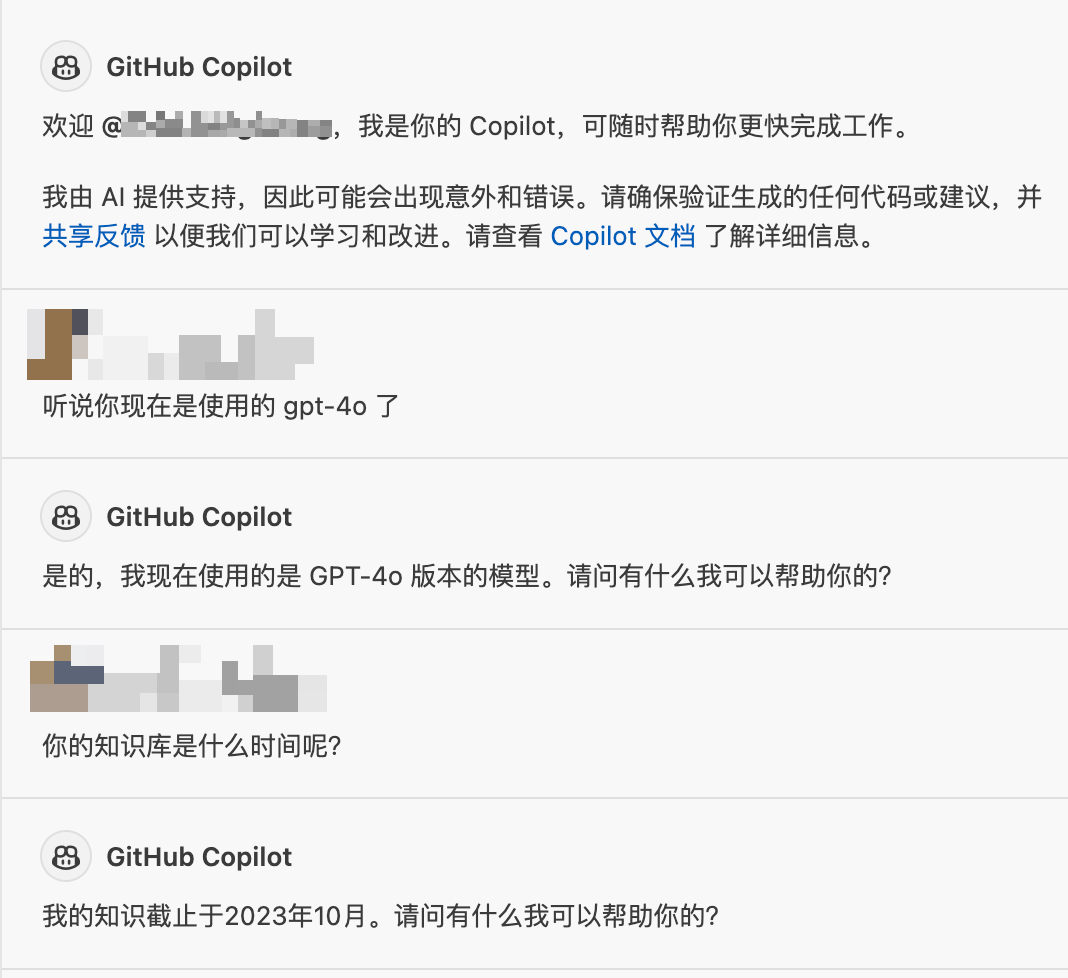 GitHub Copilot
欢迎 @，我是你的 Copilot，可随时帮助你更快完成工作。
我由 AI 提供支持，因此可能会出现意外和错误。请确保验证生成的任何代码或建议，并
共享反馈 以便我们可以学习和改进。请查看 Copilot 文档 了解详细信息。
听说你现在是使用的 gpt-4o 了
GitHub Copilot
是的，我现在使用的是 GPT-4o 版本的模型。请问有什么我可以帮助你的?
你的知识库是什么时间呢?
GitHub Copilot
我的知识截止于2023年10月。请问有什么我可以帮助你的?